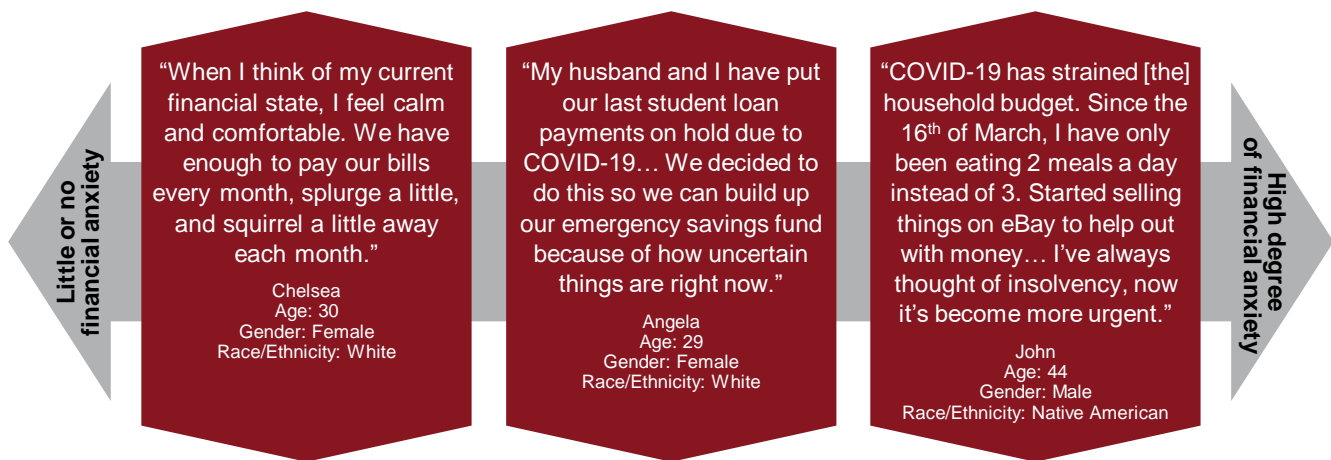 Little or no
financial anxiety
“When I think of my current
financial state, I feel calm
and comfortable. We have
enough to pay our bills
every month, splurge a little,
and squirrel a little away
each month.”
Chelsea
Age: 30
Gender: Female
Race/Ethnicity: White
“My husband and I have put
our last student loan
payments on hold due to
COVID-19… We decided to
do this so we can build up
our emergency savings fund
because of how uncertain
things are right now.”
Angela
Age: 29
Gender: Female
Race/Ethnicity: White
“COVID-19 has strained [the]
household budget. Since the
16th of March, I have only
been eating 2 meals a day
instead of 3. Started selling
things on eBay to help out
with money… I’ve always
thought of insolvency, now
it’s become more urgent.”
John
Age: 44
Gender: Male
Race/Ethnicity: Native American
High degree
of financial anxiety